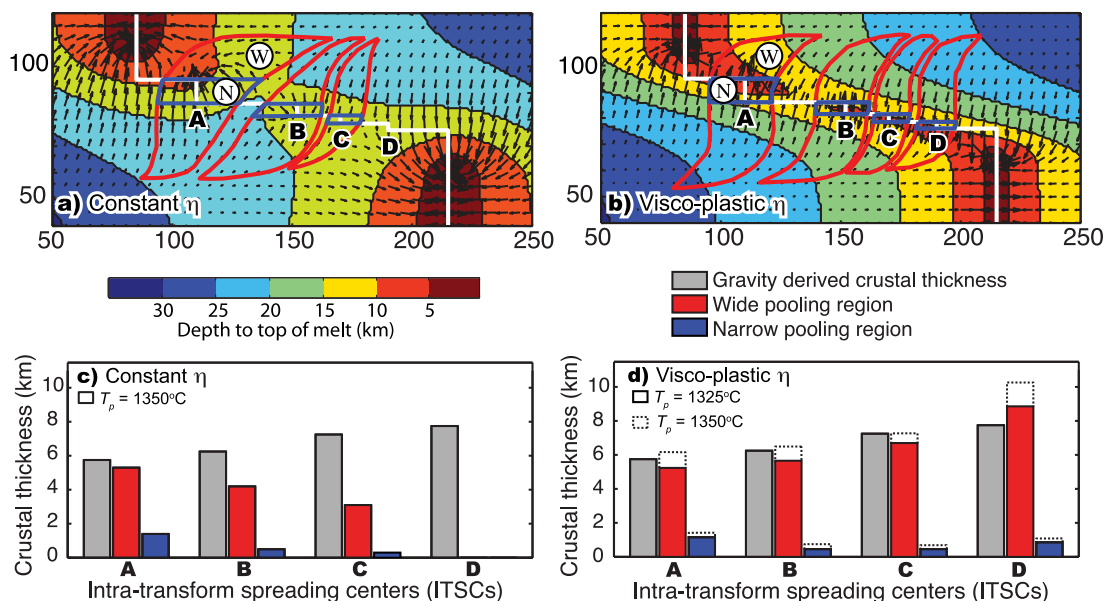 100
50
W
N
A
B
C
D
a) Constant η
50 100 150 200 250
100
50
W
N
A
B
C
D
b) Visco-plastic η
50 100 150 200 250
30 25 20 15 10 5
Depth to top of melt (km)
Gravity derived crustal thickness
Wide pooling region
Narrow pooling region
Crustal thickness (km)
10
8
6
4
2
0
c) Constant η
Tp = 1350°C
A B C D
Intra-transform spreading centers (ITSCs)
Crustal thickness (km)
10
8
6
4
2
0
d) Visco-plastic η
Tp = 1325°C
Tp = 1350°C
A B C D
Intra-transform spreading centers (ITSCs)